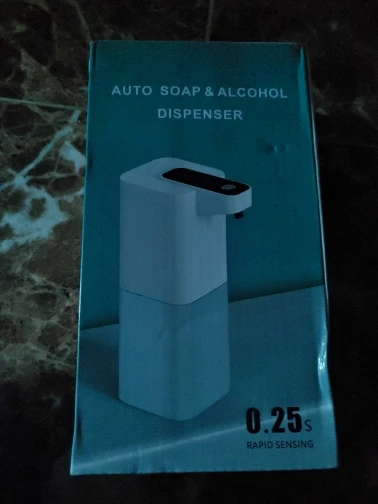 AUTO SOAP & ALCOHOL
DISPENSER
0.25s
RAPID SENSING